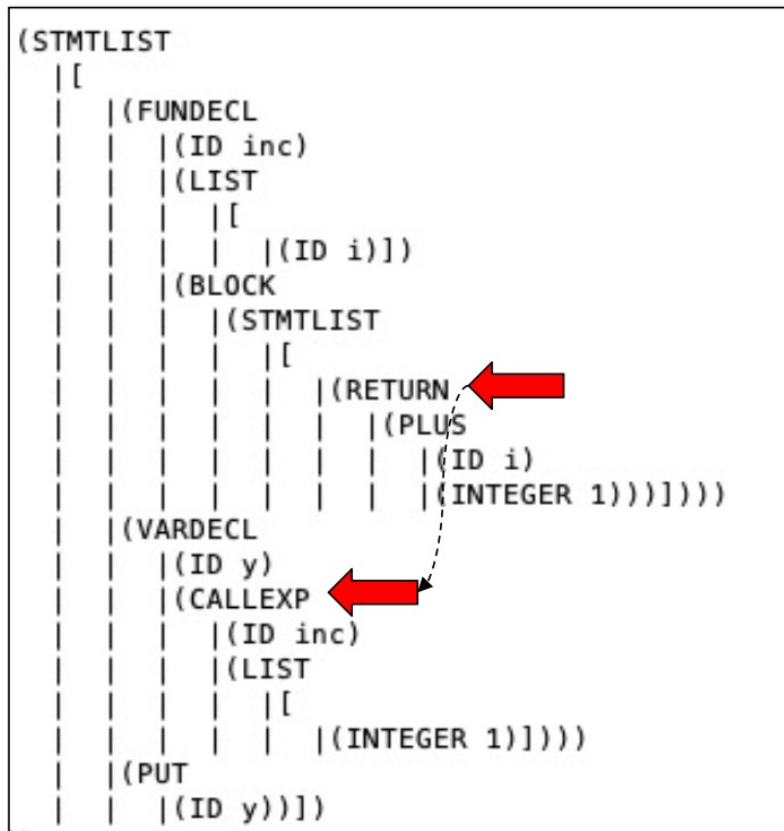 (STMTLIST
  |[
  |  |(FUNDECL
  |  |  |(ID inc)
  |  |  |(LIST
  |  |  |  |[
  |  |  |  |  |(ID i)])
  |  |  |(BLOCK
  |  |  |  |(STMTLIST
  |  |  |  |  |[
  |  |  |  |  |  |(RETURN
  |  |  |  |  |  |  |(PLUS
  |  |  |  |  |  |  |  |(ID i)
  |  |  |  |  |  |  |  |(INTEGER 1)))])))
  |  |(VARDECL
  |  |  |(ID y)
  |  |  |(CALLEXP
  |  |  |  |(ID inc)
  |  |  |  |(LIST
  |  |  |  |  |[
  |  |  |  |  |  |(INTEGER 1)])))
  |  |(PUT
  |  |  |(ID y))])